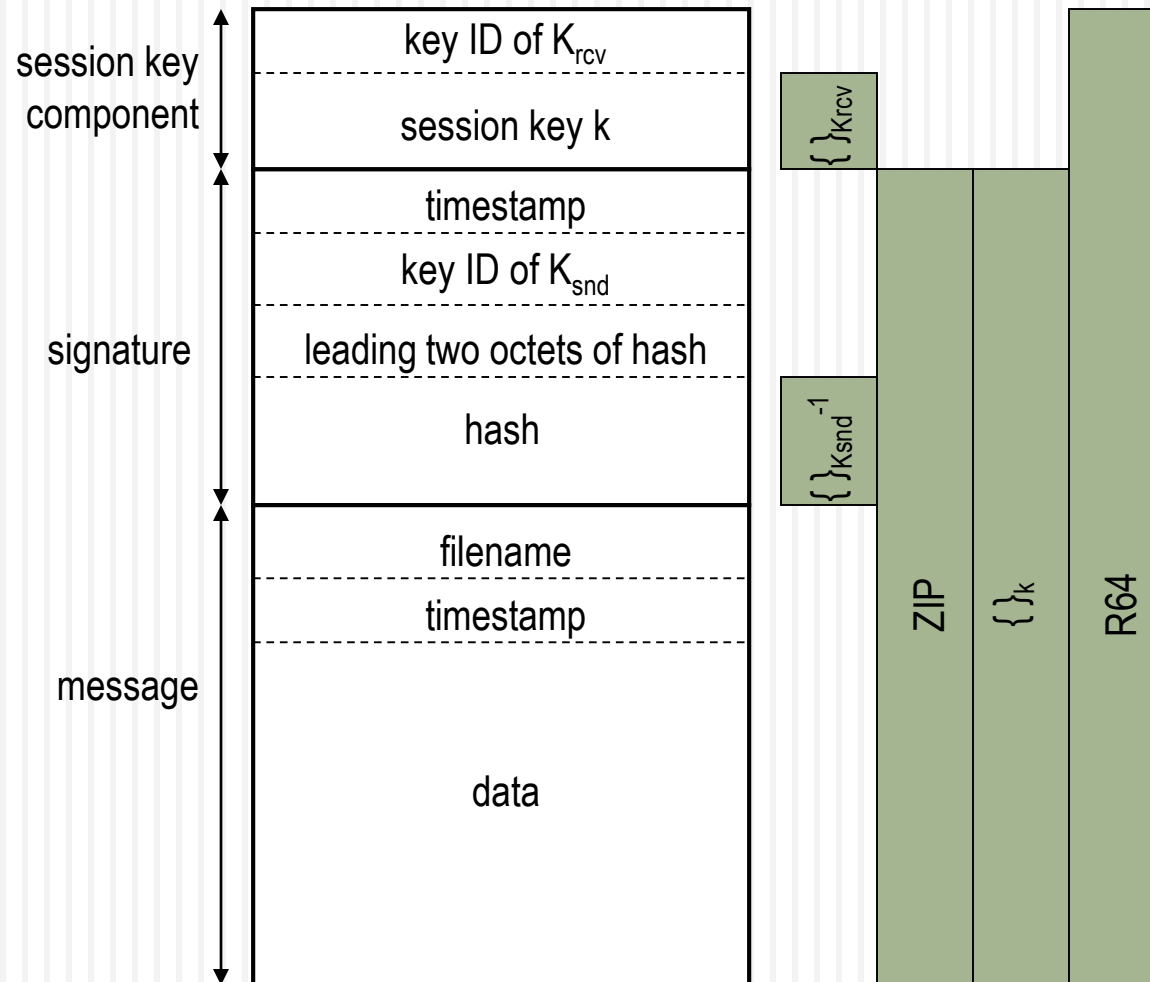 session key
component
key ID of Krcv
session key k
signature
timestamp
key ID of Ksnd
leading two octets of hash
hash
message
filename
timestamp
data
{ }Krcv
{ }Ksnd-1
ZIP
{ }k
R64